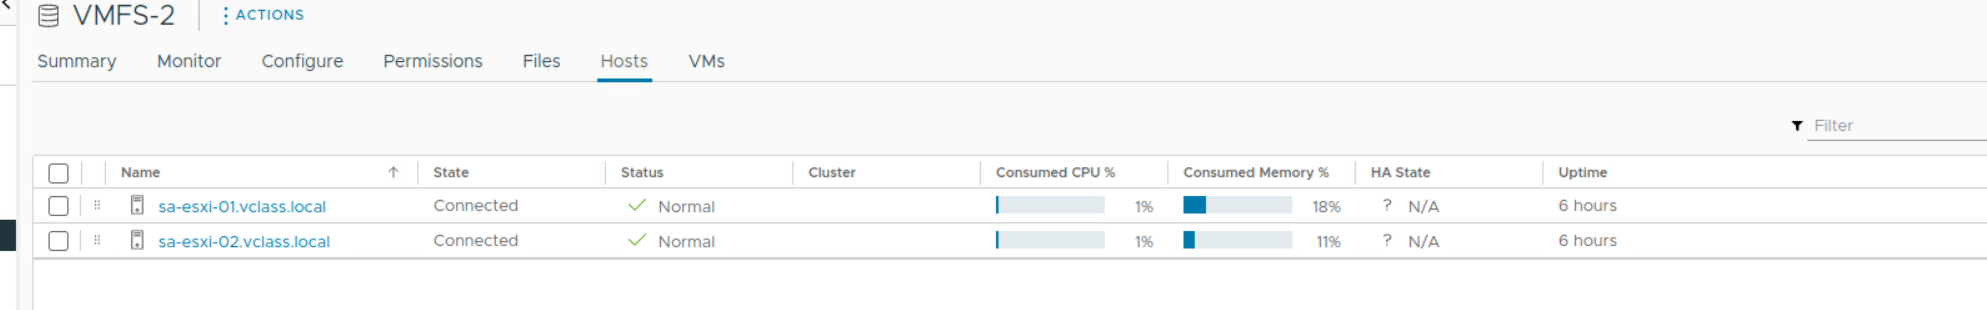 VMFS-2 ACTIONS
Summary Monitor Configure Permissions Files Hosts VMs
Filter
Name State Status Cluster Consumed CPU % Consumed Memory % HA State Uptime
sa-esxi-01.vclass.local Connected Normal 1% 18% ? N/A 6 hours
sa-esxi-02.vclass.local Connected Normal 1% 11% ? N/A 6 hours